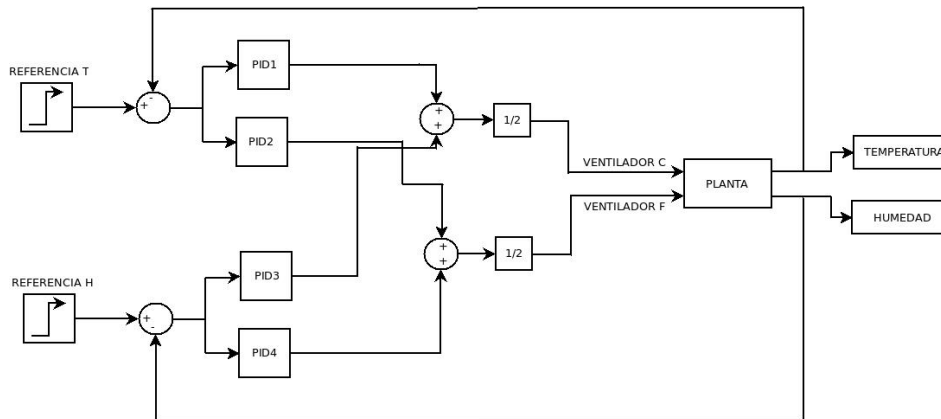 REFERENCIA T
PID1
PID2
-
+
+
+
1/2
VENTILADOR C
VENTILADOR F
PLANTA
TEMPERATURA
HUMEDAD
+
+
1/2
REFERENCIA H
+
-
PID3
PID4